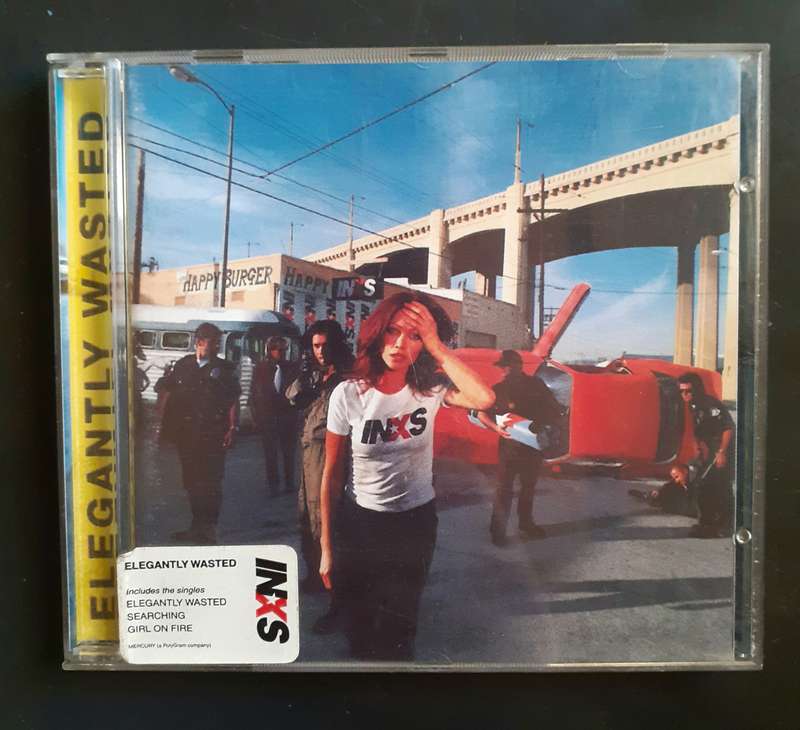 ELEGANTLY WASTED
HAPPY BURGER
HAPPY INXS
INXS
ELEGANTLY WASTED
includes the singles
ELEGANTLY WASTED
SEARCHING
GIRL ON FIRE
MERCURY (a PolyGram company)
INXS